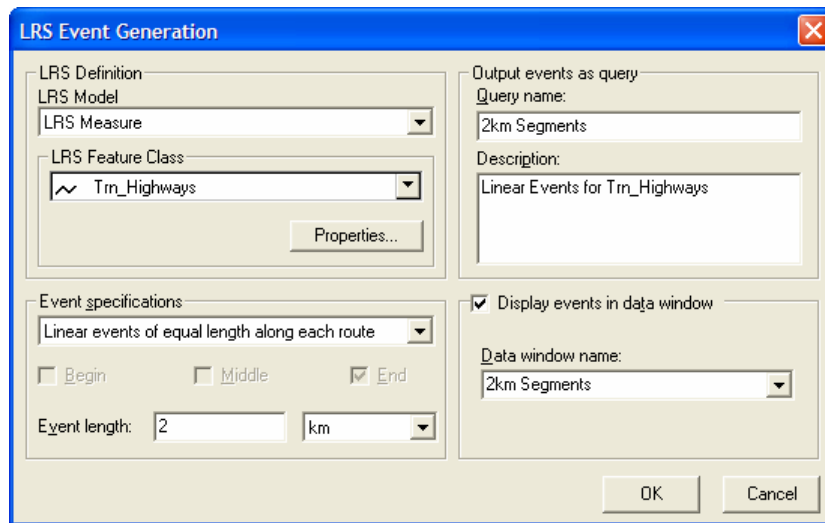 LRS Event Generation
LRS Definition
LRS Model
LRS Measure
LRS Feature Class
Trn_Highways
Properties...
Event specifications
Linear events of equal length along each route
Begin Middle End
Event length: 2 km
Output events as query
Query name:
2km Segments
Description:
Linear Events for Trn_Highways
Display events in data window
Data window name:
2km Segments
OK Cancel